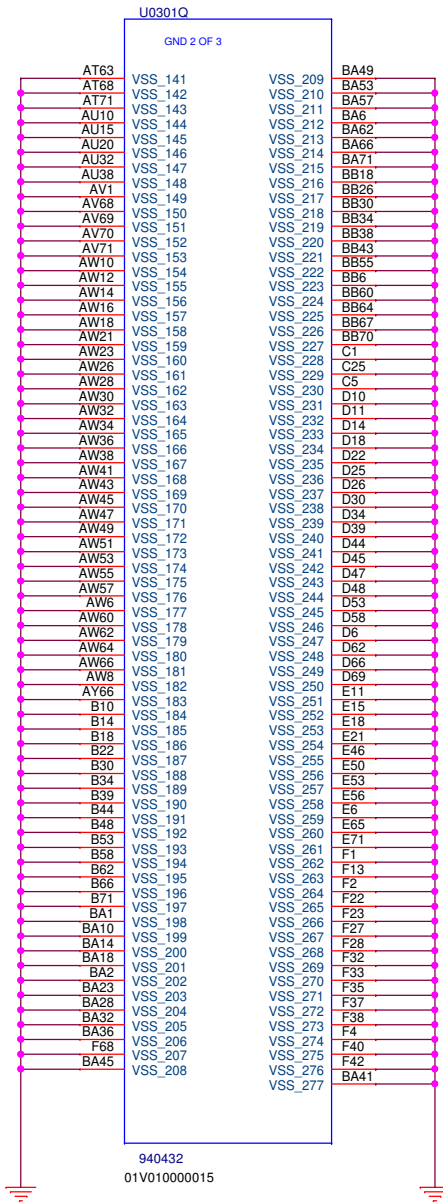 U0301Q
GND 2 OF 3
AT63 VSS_141 VSS_209 BA49
AT68 VSS_142 VSS_210 BA53
AT71 VSS_143 VSS_211 BA57
AU10 VSS_144 VSS_212 BA6
AU15 VSS_145 VSS_213 BA62
AU20 VSS_146 VSS_214 BA66
AU32 VSS_147 VSS_215 BA71
AU38 VSS_148 VSS_216 BB18
AV1 VSS_149 VSS_217 BB26
AV68 VSS_150 VSS_218 BB30
AV69 VSS_151 VSS_219 BB34
AV70 VSS_152 VSS_220 BB38
AV71 VSS_153 VSS_221 BB43
AW10 VSS_154 VSS_222 BB55
AW12 VSS_155 VSS_223 BB6
AW14 VSS_156 VSS_224 BB60
AW16 VSS_157 VSS_225 BB64
AW18 VSS_158 VSS_226 BB67
AW21 VSS_159 VSS_227 BB70
AW23 VSS_160 VSS_228 C1
AW26 VSS_161 VSS_229 C25
AW28 VSS_162 VSS_230 C5
AW30 VSS_163 VSS_231 D10
AW32 VSS_164 VSS_232 D11
AW34 VSS_165 VSS_233 D14
AW36 VSS_166 VSS_234 D18
AW38 VSS_167 VSS_235 D22
AW41 VSS_168 VSS_236 D25
AW43 VSS_169 VSS_237 D26
AW45 VSS_170 VSS_238 D30
AW47 VSS_171 VSS_239 D34
AW49 VSS_172 VSS_240 D39
AW51 VSS_173 VSS_241 D44
AW53 VSS_174 VSS_242 D45
AW55 VSS_175 VSS_243 D47
AW57 VSS_176 VSS_244 D48
AW6 VSS_177 VSS_245 D53
AW60 VSS_178 VSS_246 D58
AW62 VSS_179 VSS_247 D6
AW64 VSS_180 VSS_248 D62
AW66 VSS_181 VSS_249 D66
AW8 VSS_182 VSS_250 D69
AY66 VSS_183 VSS_251 E11
B10 VSS_184 VSS_252 E15
B14 VSS_185 VSS_253 E18
B18 VSS_186 VSS_254 E21
B22 VSS_187 VSS_255 E46
B30 VSS_188 VSS_256 E50
B34 VSS_189 VSS_257 E53
B39 VSS_190 VSS_258 E56
B44 VSS_191 VSS_259 E6
B48 VSS_192 VSS_260 E65
B53 VSS_193 VSS_261 E71
B58 VSS_194 VSS_262 F1
B62 VSS_195 VSS_263 F13
B66 VSS_196 VSS_264 F2
B71 VSS_197 VSS_265 F22
BA1 VSS_198 VSS_266 F23
BA10 VSS_199 VSS_267 F27
BA14 VSS_200 VSS_268 F28
BA18 VSS_201 VSS_269 F32
BA2 VSS_202 VSS_270 F33
BA23 VSS_203 VSS_271 F35
BA28 VSS_204 VSS_272 F37
BA32 VSS_205 VSS_273 F38
BA36 VSS_206 VSS_274 F4
F68 VSS_207 VSS_275 F40
BA45 VSS_208 VSS_276 F42
VSS_277 BA41
940432
01V010000015